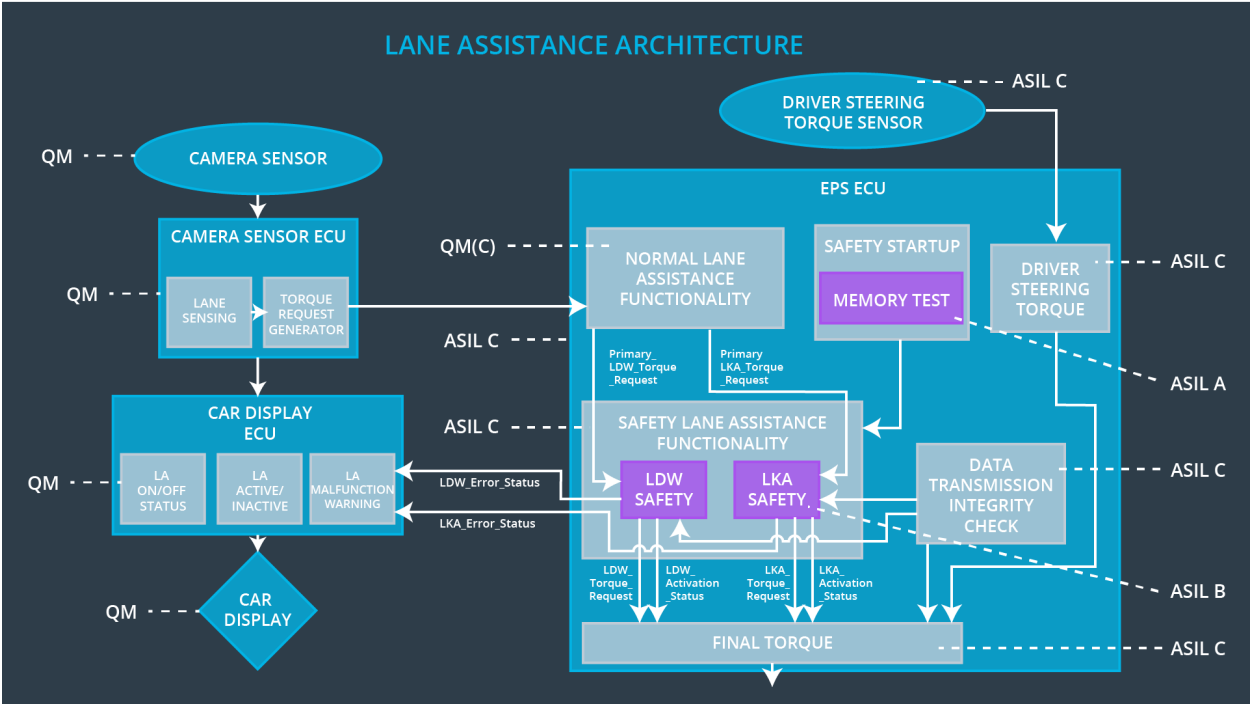 LANE ASSISTANCE ARCHITECTURE
ASIL C
DRIVER STEERING
TORQUE SENSOR
QM
CAMERA SENSOR
EPS ECU
CAMERA SENSOR ECU
QM(C)
NORMAL LANE
ASSISTANCE
FUNCTIONALITY
SAFETY STARTUP
MEMORY TEST
DRIVER
STEERING
TORQUE
ASIL C
QM
LANE
SENSING
TORQUE
REQUEST
GENERATOR
ASIL C
Primary_
LDW_Torque
_Request
Primary
LKA_Torque
_Request
ASIL A
CAR DISPLAY
ECU
ASIL C
SAFETY LANE ASSISTANCE
FUNCTIONALITY
QM
LA
ON/OFF
STATUS
LA
ACTIVE/
INACTIVE
LA
MALFUNCTION
WARNING
LDW_Error_Status
LKA_Error_Status
LDW
SAFETY
LKA
SAFETY
DATA
TRANSMISSION
INTEGRITY
CHECK
ASIL C
LDW_
Torque_
Request
LDW_
Activation
_Status
LKA_
Torque_
Request
LKA_
Activation
_Status
ASIL B
QM
CAR
DISPLAY
FINAL TORQUE
ASIL C